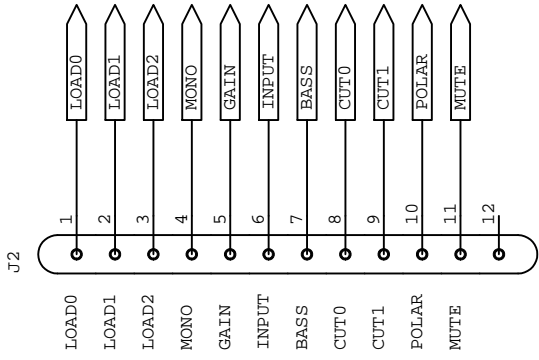 LOAD0
LOAD1
LOAD2
MONO
GAIN
INPUT
BASS
CUT0
CUT1
POLAR
MUTE
1
2
3
4
5
6
7
8
9
10
11
12
J2
LOAD0
LOAD1
LOAD2
MONO
GAIN
INPUT
BASS
CUT0
CUT1
POLAR
MUTE